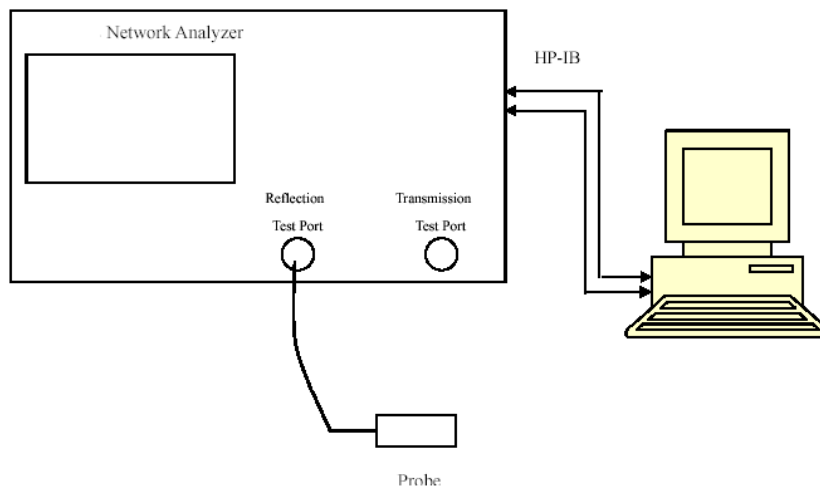 Network Analyzer
HP-IB
Reflection
Test Port
Transmission
Test Port
Probe